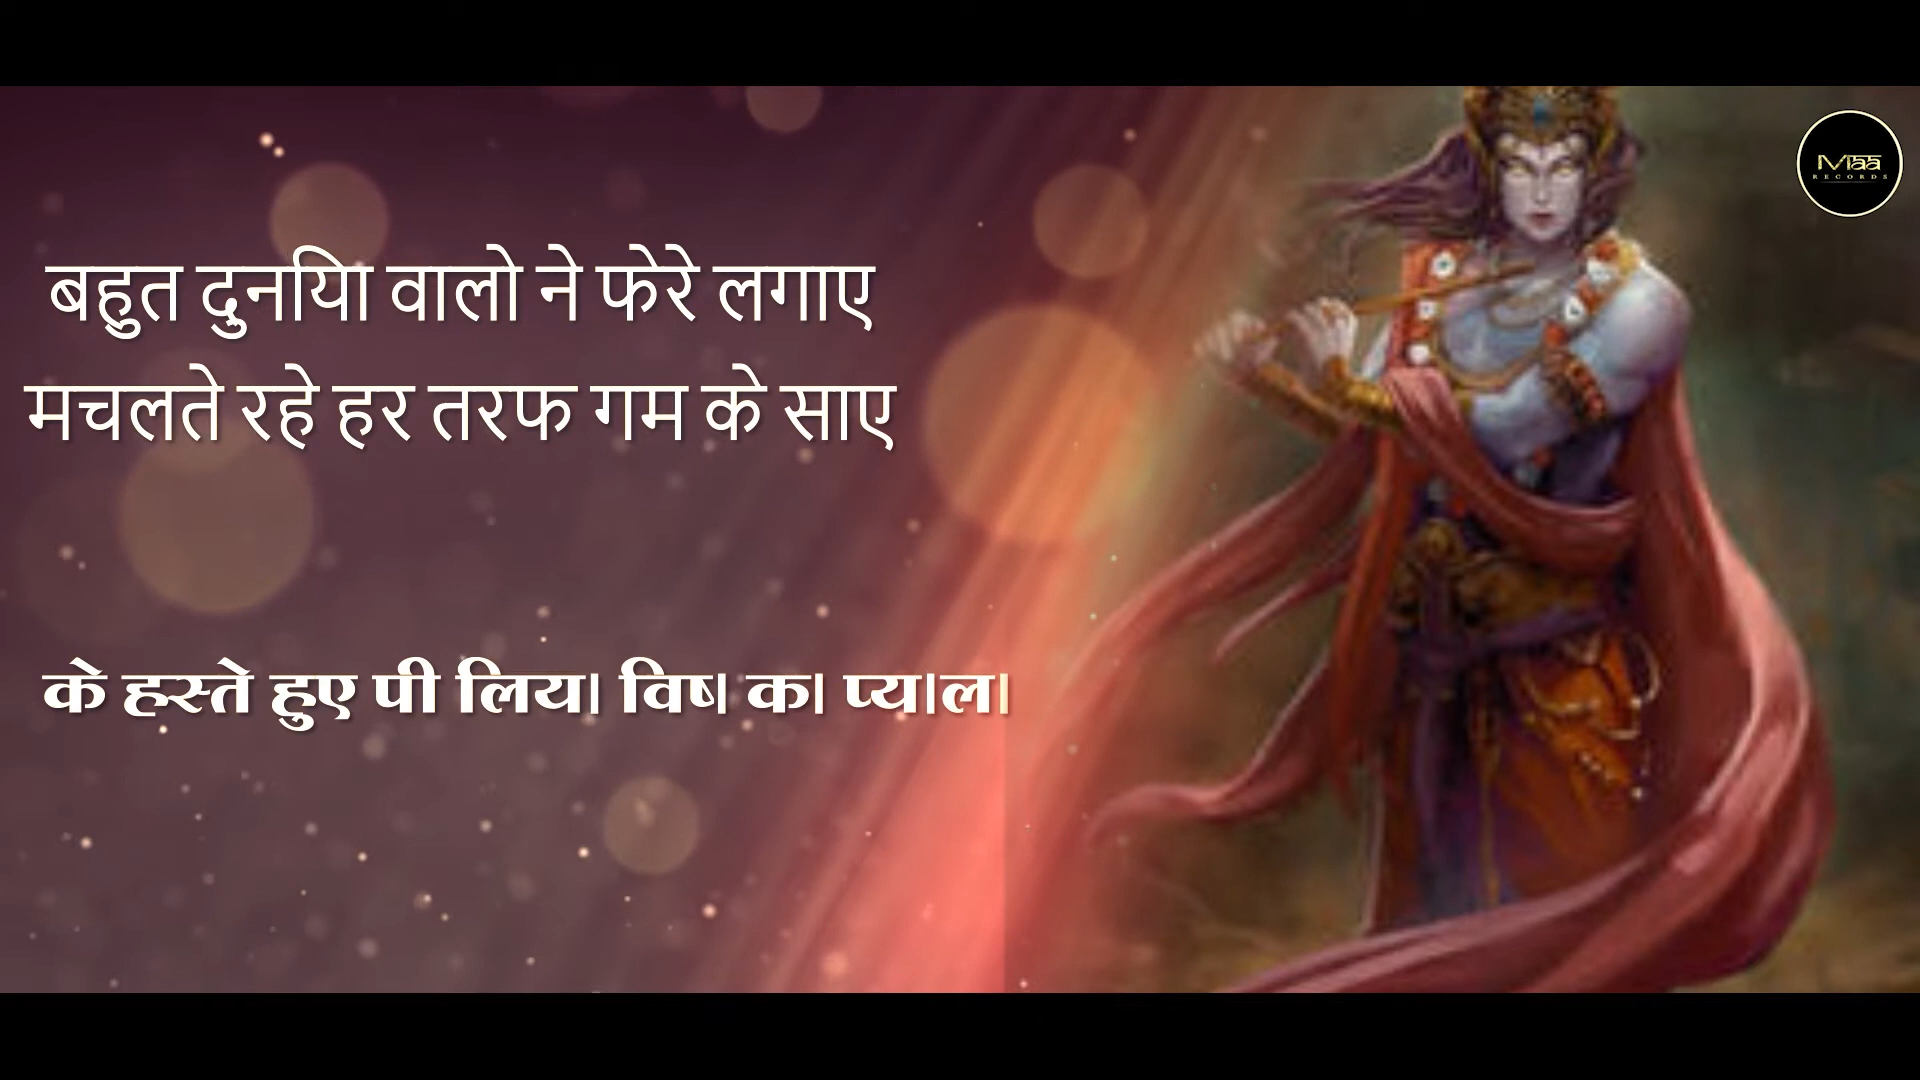 बहुत दुनयिा वालो ने फेरे लगाए
मचलते रहे हर तरफ गम के साए
के हस्ते हुए पी लिया विष का प्याला
Maa
RECORDS